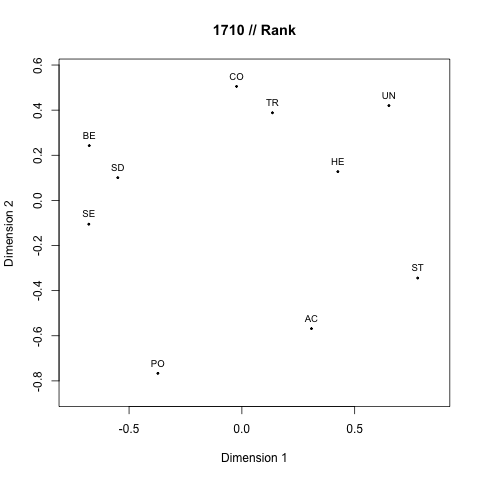 1710 // Rank
Dimension 2
0.6
0.4
0.2
0.0
-0.2
-0.4
-0.6
-0.8
CO
UN
TR
BE
HE
SD
SE
ST
AC
PO
-0.5
0.0
0.5
Dimension 1